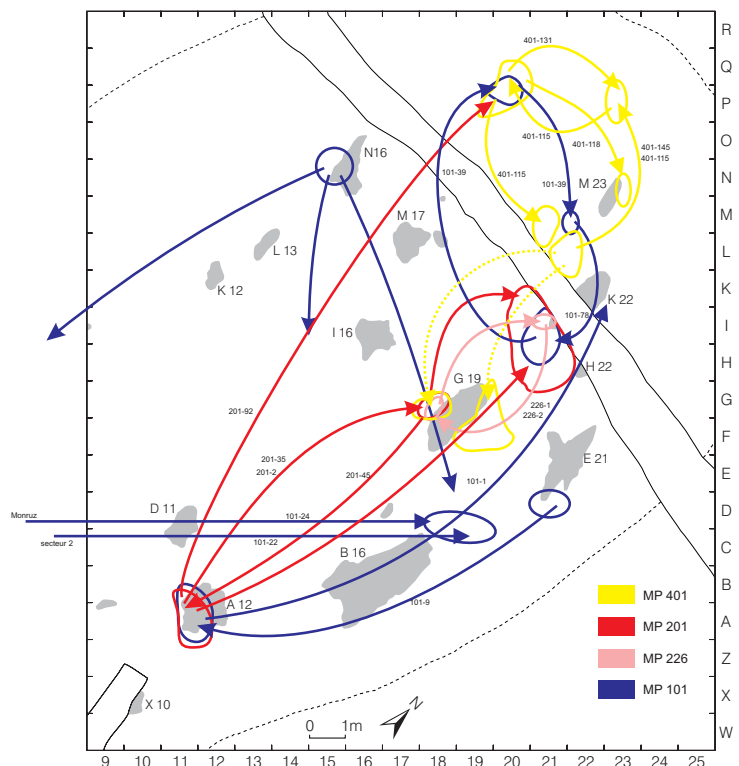 R
401-131
Q
P
401-115
O
401-118
401-145
401-115
N16
101-39
401-115
N
101-39
M 23
M
M 17
L 13
L
K 12
K
K 22
101-78
I
I 16
H
H 22
G 19
G
201-92
226-1
226-2
F
201-35
201-2
E 21
201-45
101-1
E
D 11
Monruz
101-24
D
secteur 2
101-22
C
B 16
MP 401
B
A 12
101-9
MP 201
A
MP 226
Z
MP 101
X 10
X
0 1m
N
W
9 10 11 12 13 14 15 16 17 18 19 20 21 22 23 24 25